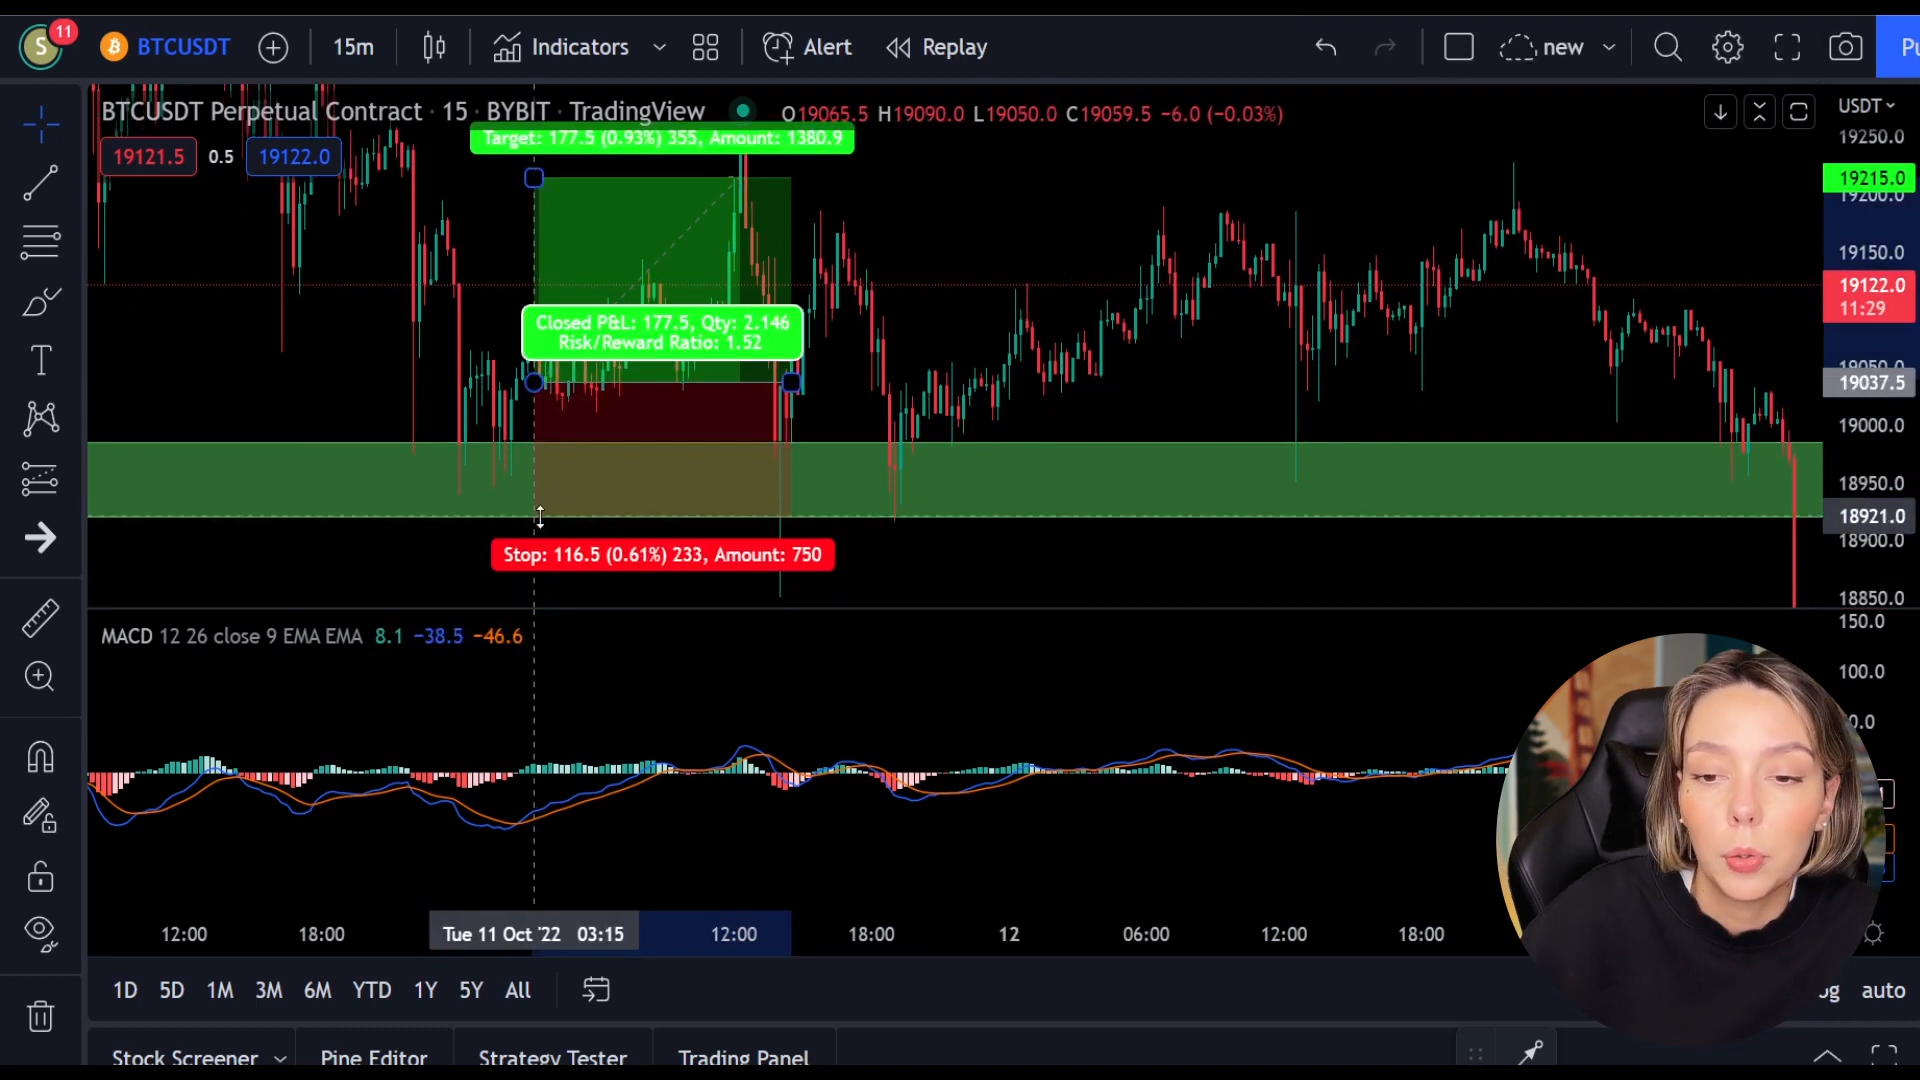 S
11
BTCUSDT
15m
Indicators
Alert
Replay
new
Pu
BTCUSDT Perpetual Contract · 15 · BYBIT · TradingView
O19065.5 H19090.0 L19050.0 C19059.5 −6.0 (−0.03%)
USDT
19121.5
0.5
19122.0
Target: 177.5 (0.93%) 355, Amount: 1380.9
Closed P&L: 177.5, Qty: 2.146
Risk/Reward Ratio: 1.52
Stop: 116.5 (0.61%) 233, Amount: 750
19250.0
19215.0
19200.0
19150.0
19122.0
11:29
19050.0
19037.5
19000.0
18950.0
18921.0
18900.0
18850.0
MACD 12 26 close 9 EMA EMA 8.1 −38.5 −46.6
150.0
100.0
12:00
18:00
Tue 11 Oct '22 03:15
12:00
18:00
12
06:00
12:00
18:00
1D 5D 1M 3M 6M YTD 1Y 5Y All
auto
Stock Screener
Pine Editor
Strategy Tester
Trading Panel